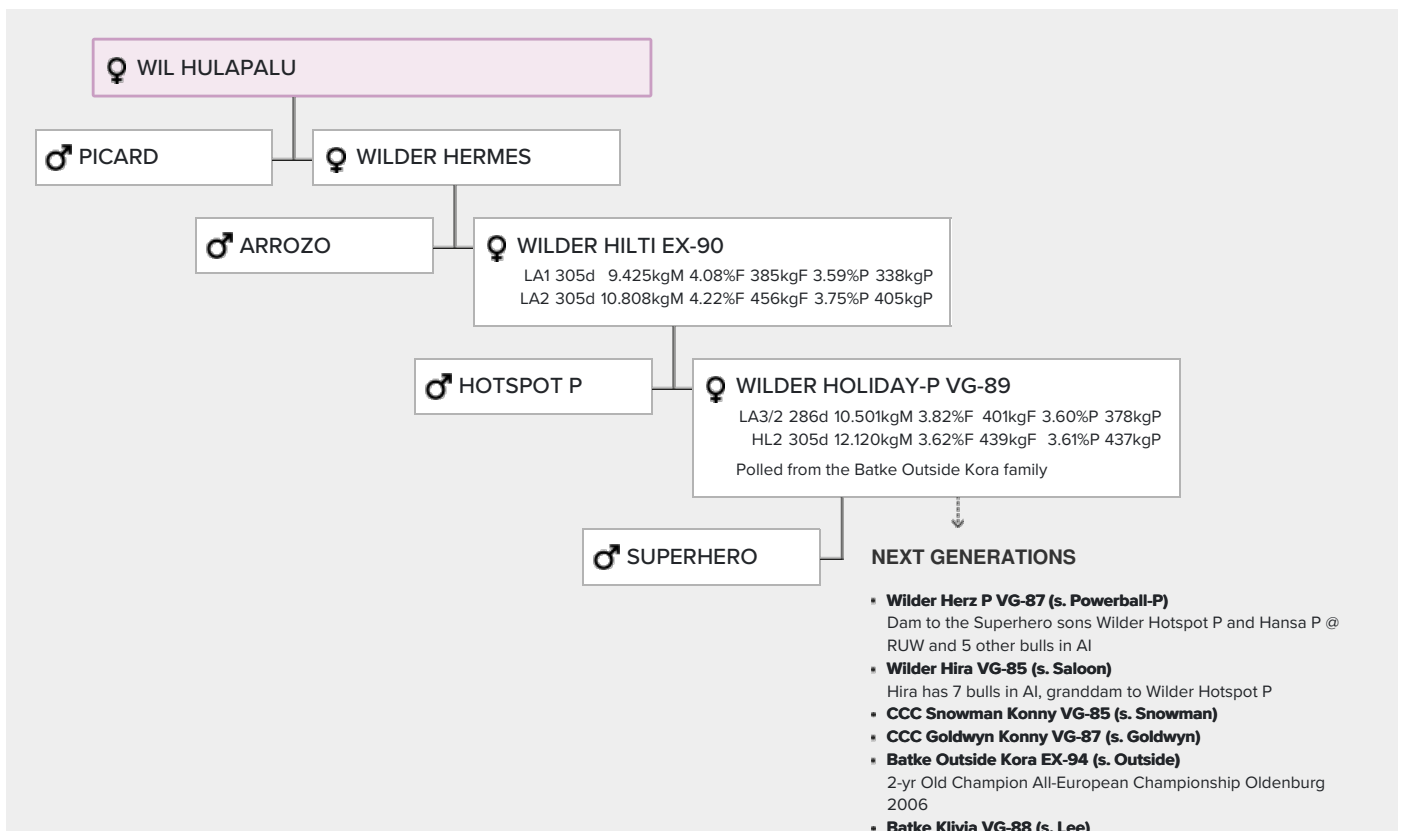 WIL HULAPALU
PICARD
WILDER HERMES
ARROZO
WILDER HILTI EX-90
LA1 305d 9.425kgM 4.08%F 385kgF 3.59%P 338kgP
LA2 305d 10.808kgM 4.22%F 456kgF 3.75%P 405kgP
HOTSPOT P
WILDER HOLIDAY-P VG-89
LA3/2 286d 10.501kgM 3.82%F 401kgF 3.60%P 378kgP
HL2 305d 12.120kgM 3.62%F 439kgF 3.61%P 437kgP
Polled from the Batke Outside Kora family
SUPERHERO
NEXT GENERATIONS
Wilder Herz P VG-87 (s. Powerball-P)
Dam to the Superhero sons Wilder Hotspot P and Hansa P @
RUW and 5 other bulls in AI
Wilder Hira VG-85 (s. Saloon)
Hira has 7 bulls in AI, granddam to Wilder Hotspot P
CCC Snowman Konny VG-85 (s. Snowman)
CCC Goldwyn Konny VG-87 (s. Goldwyn)
Batke Outside Kora EX-94 (s. Outside)
2-yr Old Champion All-European Championship Oldenburg
2006
Batke Klivia VG-88 (s. Lee)